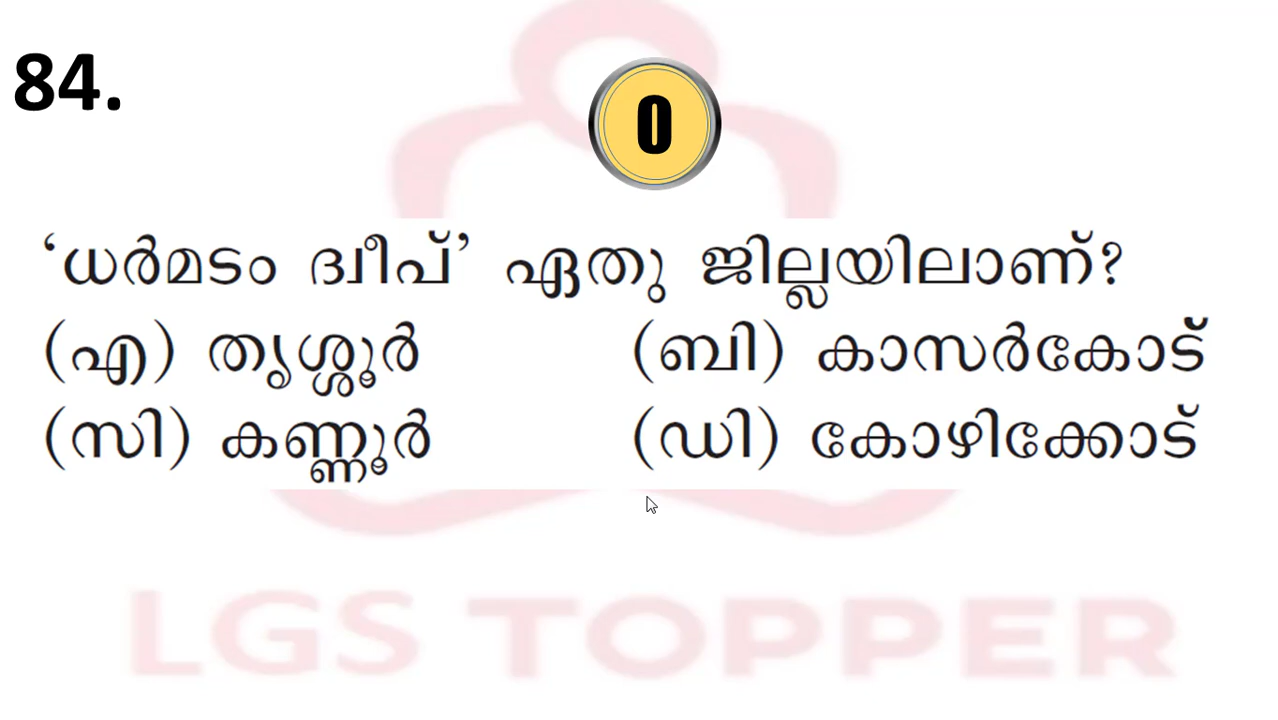 84.
0
‘ധർമടം ദ്വീപ്’ ഏതു ജില്ലയിലാണ്?
(എ) തൃശ്ശൂർ (ബി) കാസർകോട്
(സി) കണ്ണൂർ (ഡി) കോഴിക്കോട്
LGS TOPPER